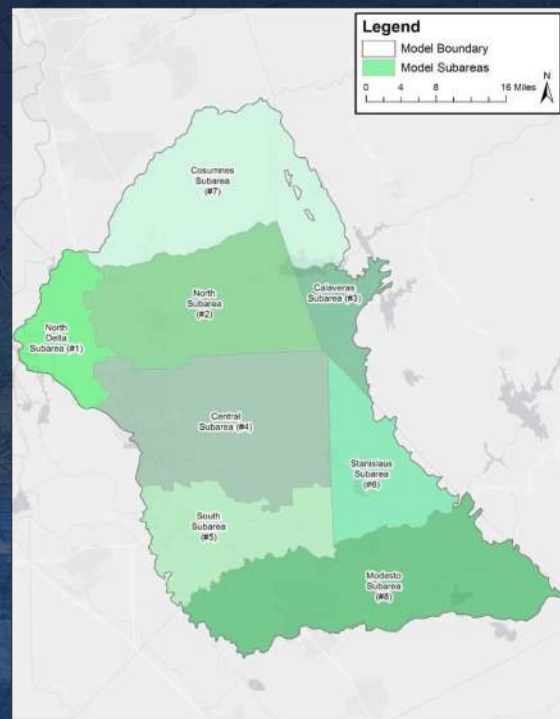 Legend
Model Boundary
Model Subareas
N
0 4 8 16 Miles
Cosumnes
Subarea
(#7)
Calaveras
Subarea (#3)
North
Subarea
(#2)
North
Delta
Subarea (#1)
Central
Subarea (#4)
Stanislaus
Subarea
(#6)
South
Subarea
(#5)
Modesto
Subarea
(#8)